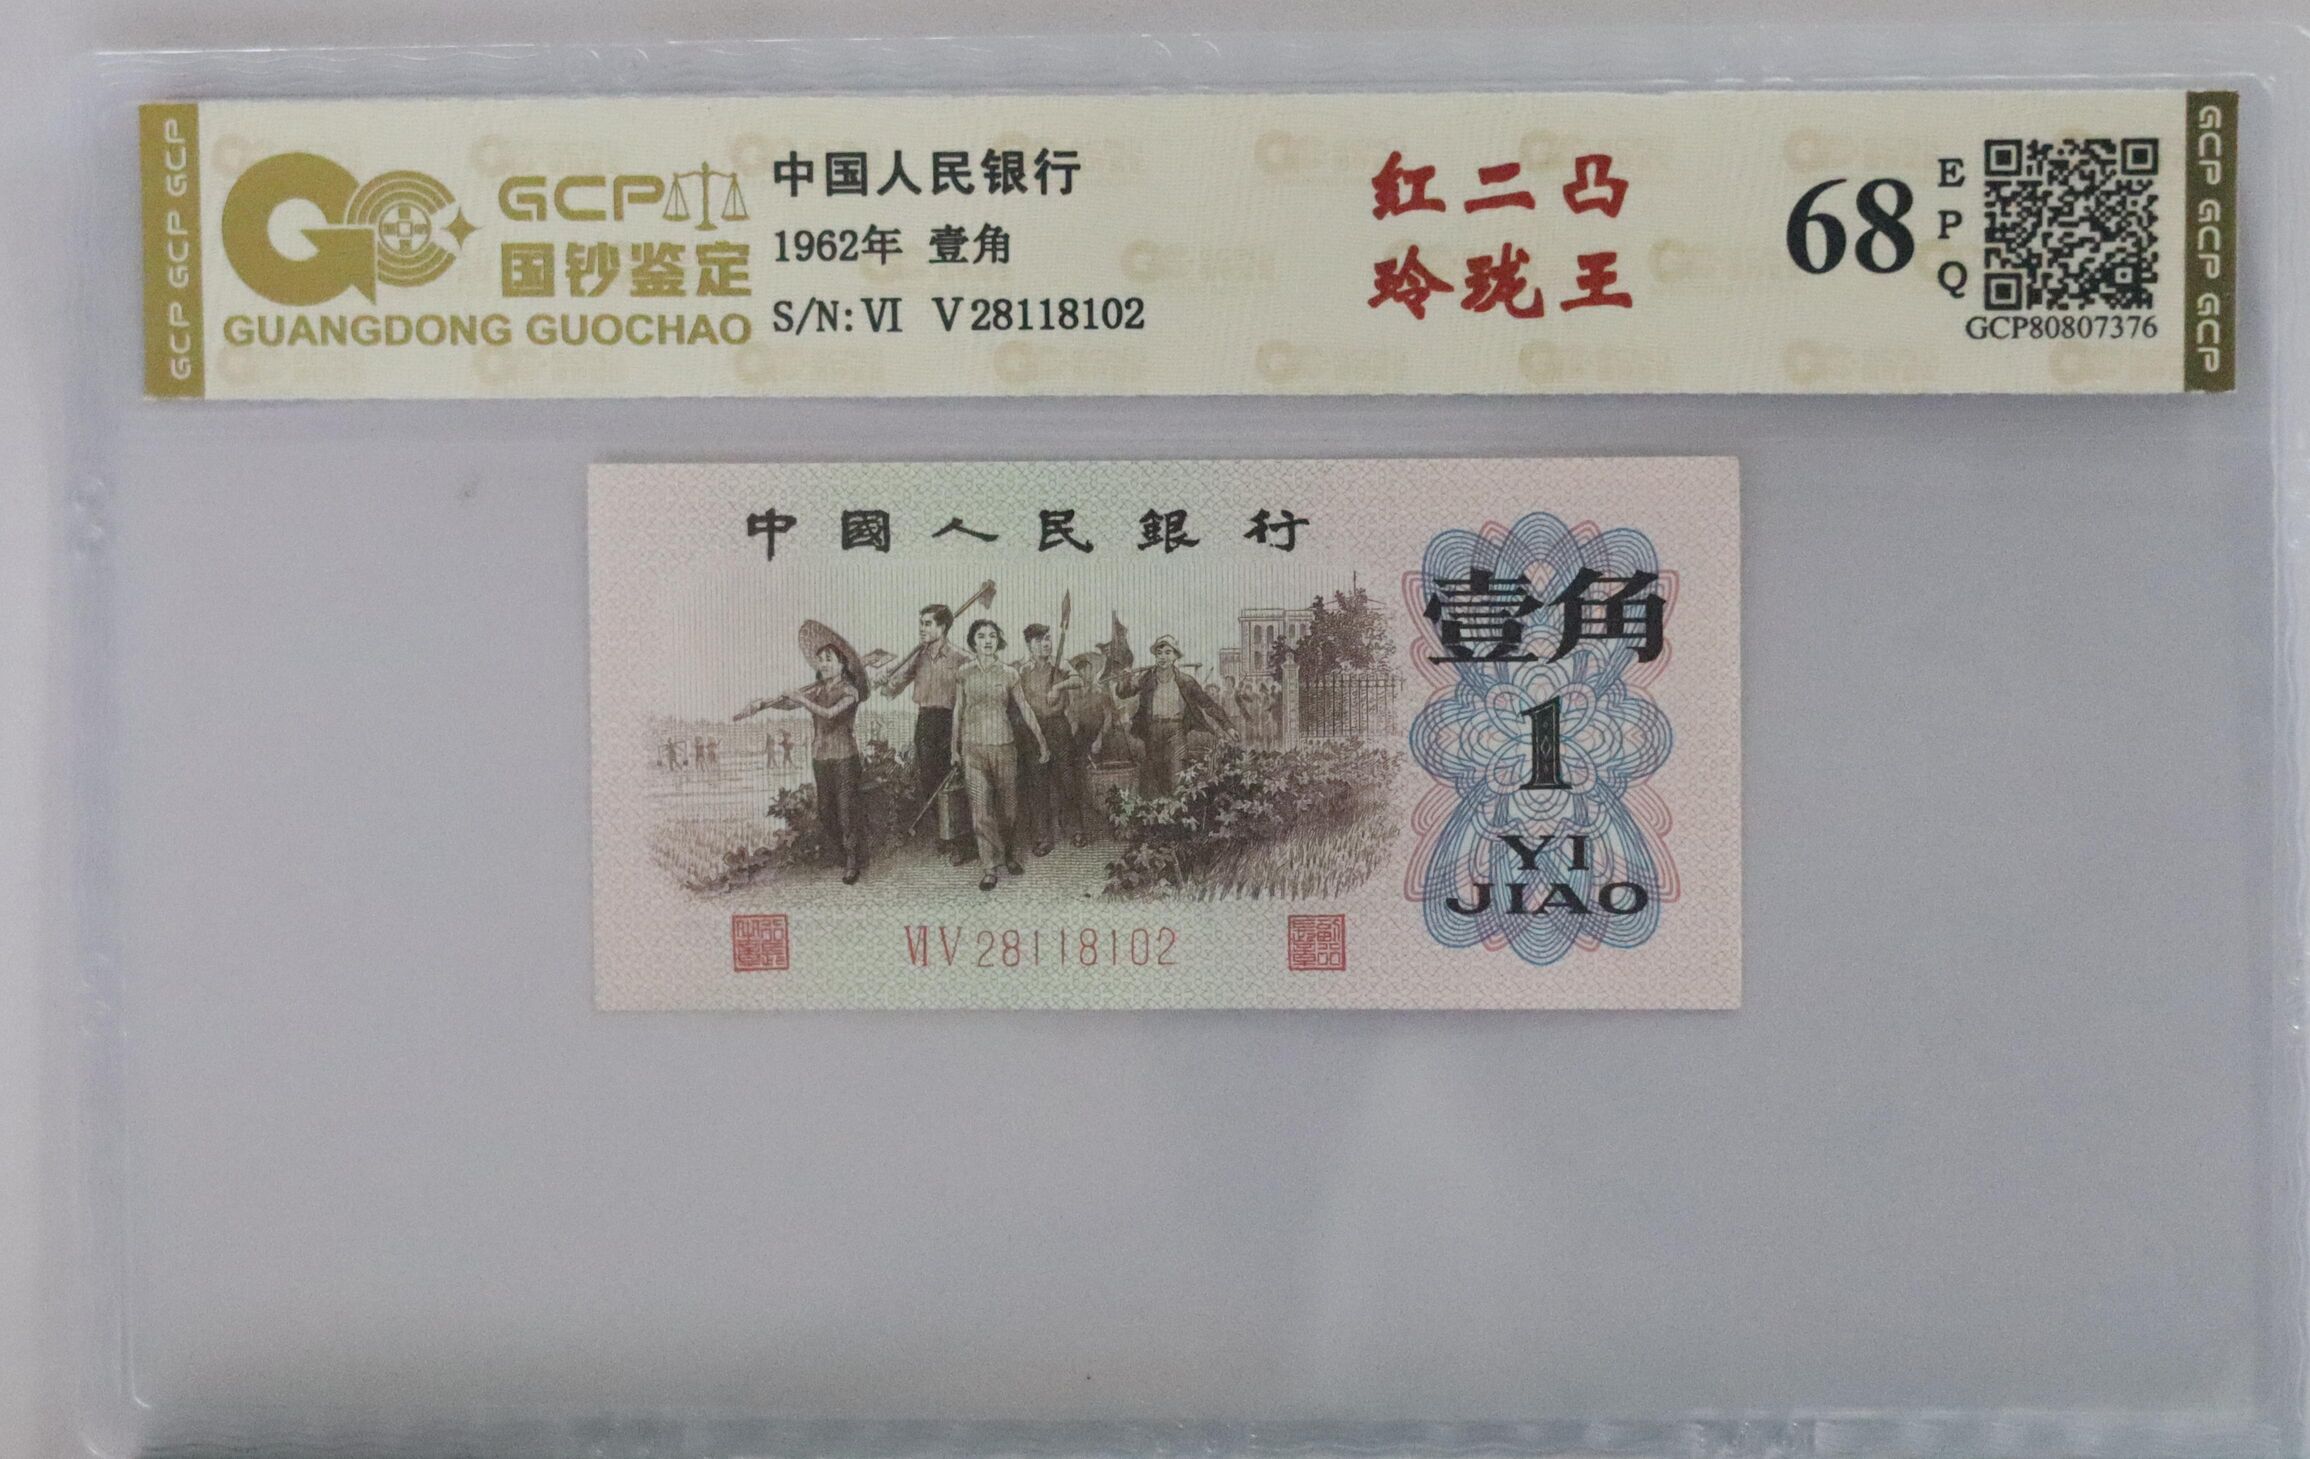 GCP GCP GCP
GCP
国钞鉴定
GUANGDONG GUOCHAO
中国人民银行
1962年 壹角
S/N: VI V 28118102
红二凸
玲珑王
68
E
P
Q
GCP80807376
GCP GCP GCP
中國人民銀行
壹角
1
YI
JIAO
VI V 28118102